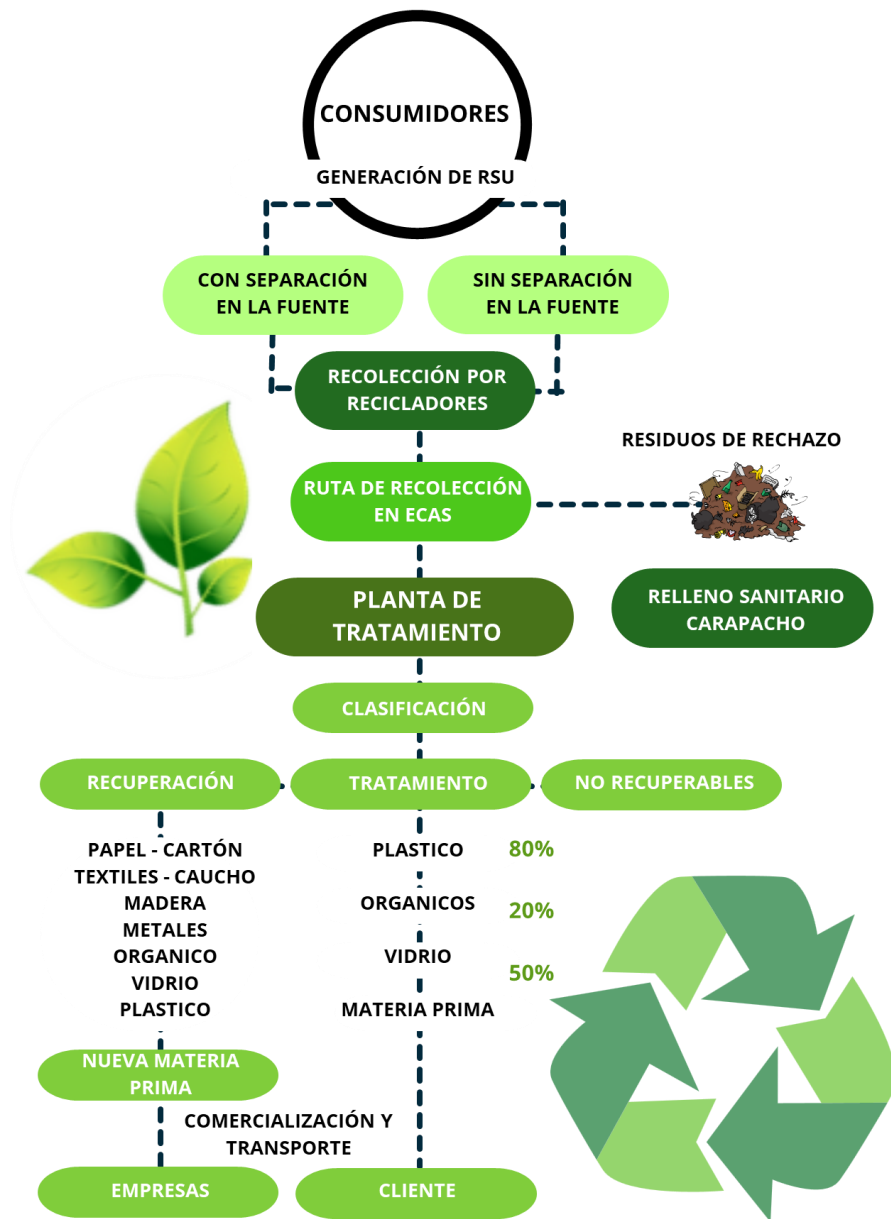 CONSUMIDORES
GENERACIÓN DE RSU
CON SEPARACIÓN
EN LA FUENTE
SIN SEPARACIÓN
EN LA FUENTE
RECOLECCIÓN POR
RECICLADORES
RESIDUOS DE RECHAZO
RUTA DE RECOLECCIÓN
EN ECAS
RELLENO SANITARIO
CARAPACHO
PLANTA DE
TRATAMIENTO
CLASIFICACIÓN
RECUPERACIÓN
TRATAMIENTO
NO RECUPERABLES
PAPEL - CARTÓN
TEXTILES - CAUCHO
MADERA
METALES
ORGANICO
VIDRIO
PLASTICO
PLASTICO
80%
ORGANICOS
20%
VIDRIO
50%
MATERIA PRIMA
NUEVA MATERIA
PRIMA
COMERCIALIZACIÓN Y
TRANSPORTE
EMPRESAS
CLIENTE